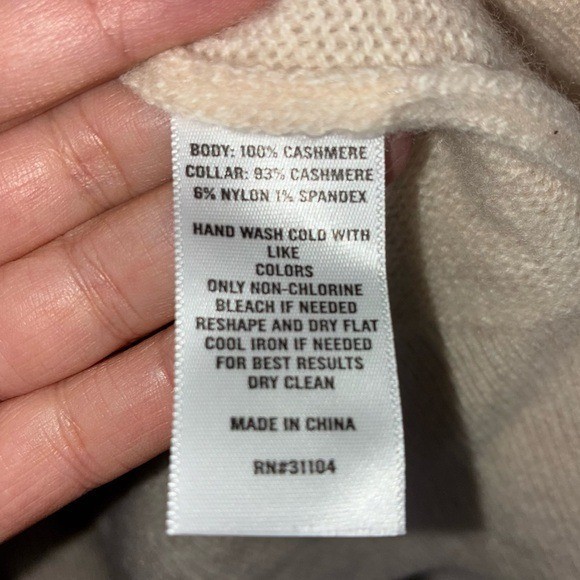 BODY: 100% CASHMERE
COLLAR: 93% CASHMERE
6% NYLON 1% SPANDEX
HAND WASH COLD WITH
LIKE
COLORS
ONLY NON-CHLORINE
BLEACH IF NEEDED
RESHAPE AND DRY FLAT
COOL IRON IF NEEDED
FOR BEST RESULTS
DRY CLEAN
MADE IN CHINA
RN#31104